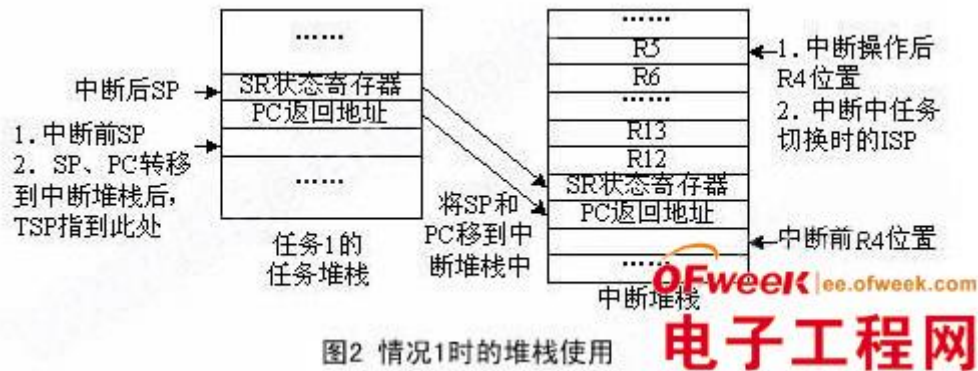 ……
SR状态寄存器
PC返回地址
……
中断后SP
1.中断前SP
2. SP、PC转移
到中断堆栈后,
TSP指到此处
任务1的
任务堆栈
将SP和
PC移到中
断堆栈中
……
R5
R6
……
R13
R12
SR状态寄存器
PC返回地址
……
中断堆栈
1.中断操作后
R4位置
2. 中断中任务
切换时的ISP
中断前R4位置
OFweek ee.ofweek.com
电子工程网
图2 情况1时的堆栈使用